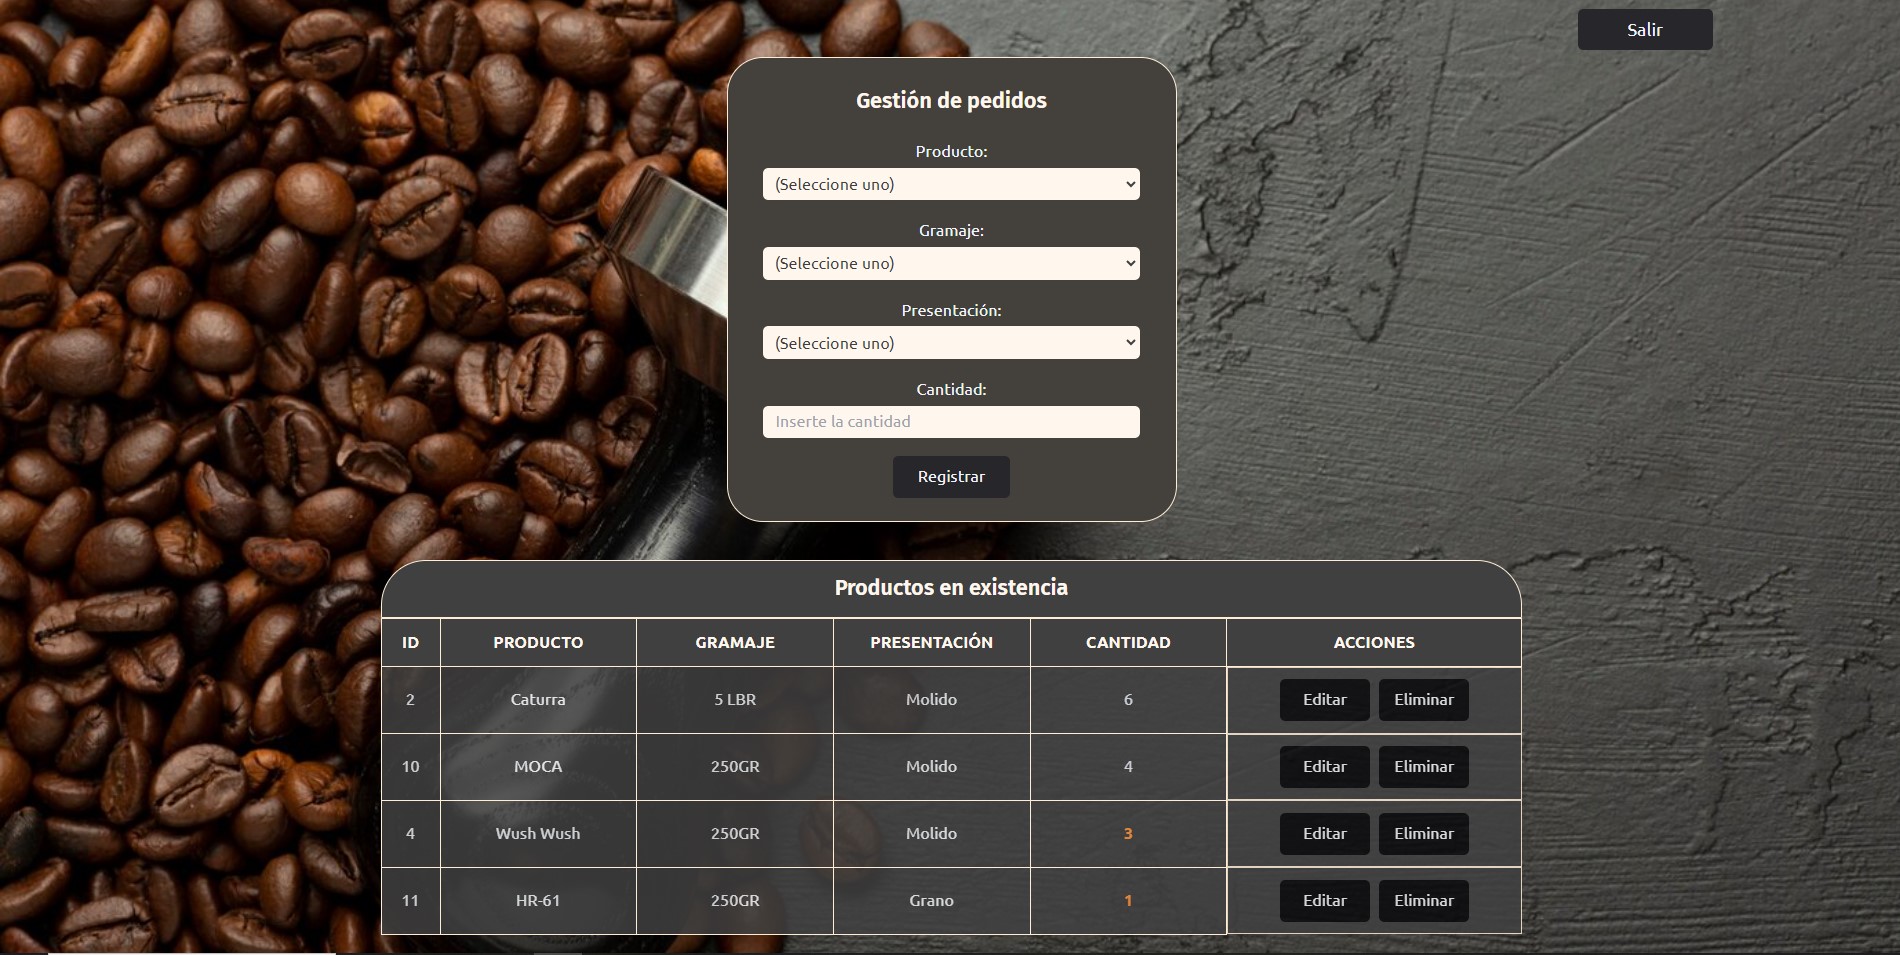 Salir
Gestión de pedidos
Producto:
(Seleccione uno)
Gramaje:
(Seleccione uno)
Presentación:
(Seleccione uno)
Cantidad:
Inserte la cantidad
Registrar
Productos en existencia
ID PRODUCTO GRAMAJE PRESENTACIÓN CANTIDAD ACCIONES
2 Caturra 5 LBR Molido 6 Editar Eliminar
10 MOCA 250GR Molido 4 Editar Eliminar
4 Wush Wush 250GR Molido 3 Editar Eliminar
11 HR-61 250GR Grano 1 Editar Eliminar